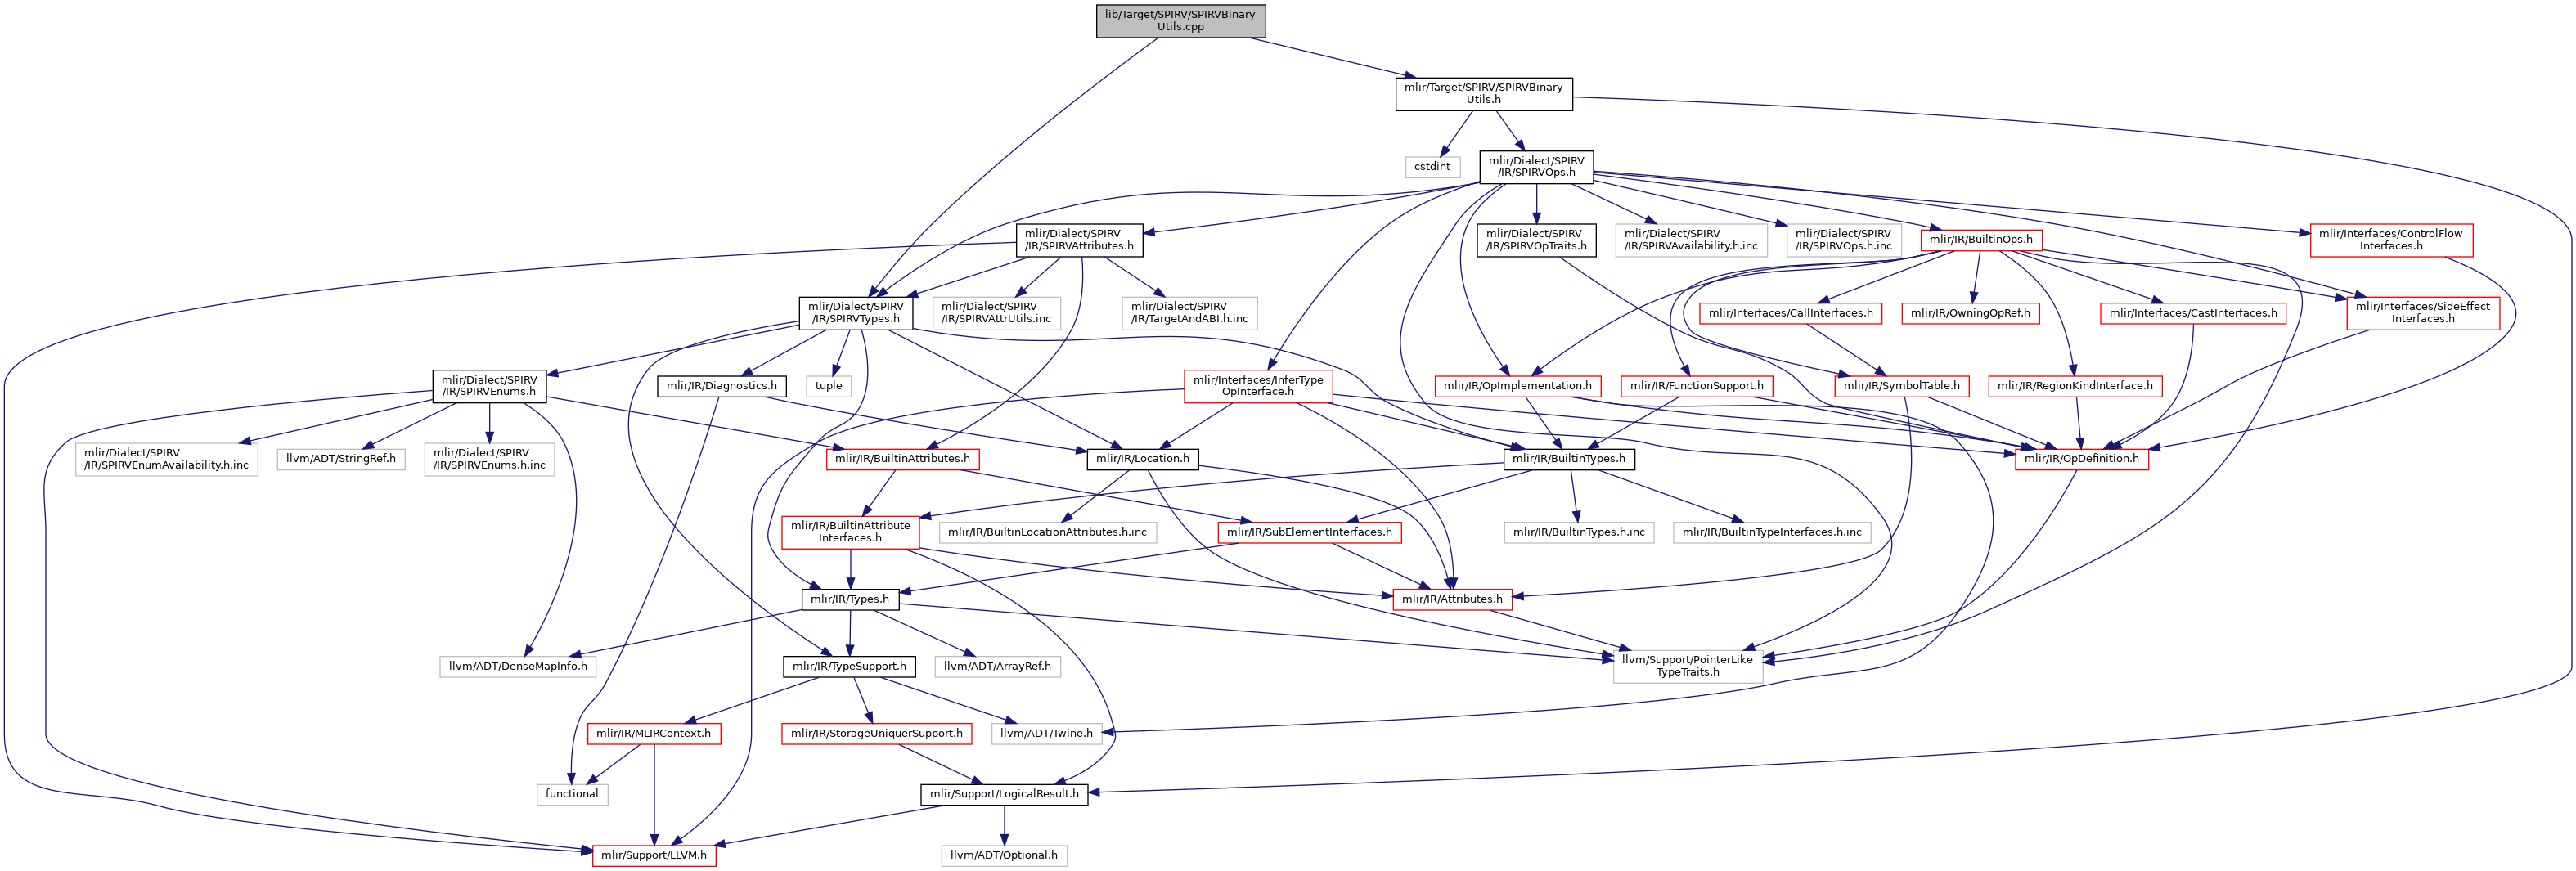 lib/Target/SPIRV/SPIRVBinary
Utils.cpp
mlir/Target/SPIRV/SPIRVBinary
Utils.h
cstdint
mlir/Dialect/SPIRV
/IR/SPIRVOps.h
mlir/Dialect/SPIRV
/IR/SPIRVAttributes.h
mlir/Dialect/SPIRV
/IR/SPIRVOpTraits.h
mlir/Dialect/SPIRV
/IR/SPIRVAvailability.h.inc
mlir/Dialect/SPIRV
/IR/SPIRVOps.h.inc
mlir/IR/BuiltinOps.h
mlir/Interfaces/ControlFlow
Interfaces.h
mlir/Dialect/SPIRV
/IR/SPIRVTypes.h
mlir/Dialect/SPIRV
/IR/SPIRVAttrUtils.inc
mlir/Dialect/SPIRV
/IR/TargetAndABI.h.inc
mlir/Interfaces/CallInterfaces.h
mlir/IR/OwningOpRef.h
mlir/Interfaces/CastInterfaces.h
mlir/Interfaces/SideEffect
Interfaces.h
mlir/Dialect/SPIRV
/IR/SPIRVEnums.h
mlir/IR/Diagnostics.h
tuple
mlir/Interfaces/InferType
OpInterface.h
mlir/IR/OpImplementation.h
mlir/IR/FunctionSupport.h
mlir/IR/SymbolTable.h
mlir/IR/RegionKindInterface.h
mlir/Dialect/SPIRV
/IR/SPIRVEnumAvailability.h.inc
llvm/ADT/StringRef.h
mlir/Dialect/SPIRV
/IR/SPIRVEnums.h.inc
mlir/IR/BuiltinAttributes.h
mlir/IR/Location.h
mlir/IR/BuiltinTypes.h
mlir/IR/OpDefinition.h
mlir/IR/BuiltinAttribute
Interfaces.h
mlir/IR/BuiltinLocationAttributes.h.inc
mlir/IR/SubElementInterfaces.h
mlir/IR/BuiltinTypes.h.inc
mlir/IR/BuiltinTypeInterfaces.h.inc
mlir/IR/Types.h
mlir/IR/Attributes.h
llvm/ADT/DenseMapInfo.h
mlir/IR/TypeSupport.h
llvm/ADT/ArrayRef.h
llvm/Support/PointerLike
TypeTraits.h
mlir/IR/MLIRContext.h
mlir/IR/StorageUniquerSupport.h
llvm/ADT/Twine.h
functional
mlir/Support/LogicalResult.h
mlir/Support/LLVM.h
llvm/ADT/Optional.h